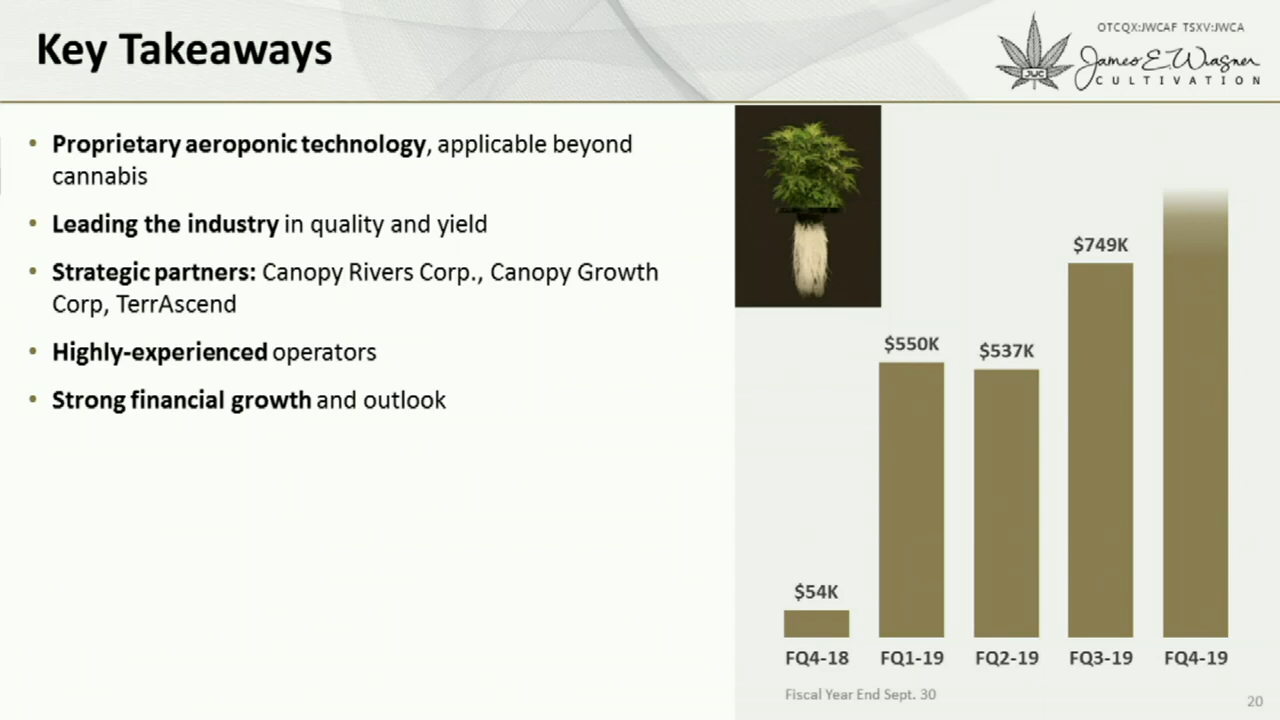 Key Takeaways
OTCQX:JWCAF TSXV:JWCA
JWC
James E. Wagner
CULTIVATION
• Proprietary aeroponic technology, applicable beyond
cannabis
• Leading the industry in quality and yield
• Strategic partners: Canopy Rivers Corp., Canopy Growth
Corp, TerrAscend
• Highly-experienced operators
• Strong financial growth and outlook
$54K
$550K
$537K
$749K
FQ4-18 FQ1-19 FQ2-19 FQ3-19 FQ4-19
Fiscal Year End Sept. 30
20